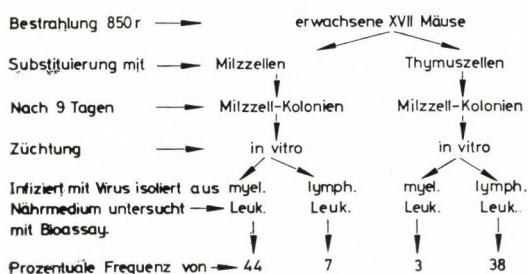 Bestrahlung 850 r → erwachsene XVII Mäuse
Substituierung mit → Milzzellen Thymuszellen
Nach 9 Tagen → Milzzell-Kolonien Milzzell-Kolonien
Züchtung → in vitro in vitro
Infiziert mit Virus isoliert aus myel. lymph. myel. lymph.
Nährmedium untersucht → Leuk. Leuk. Leuk. Leuk..
mit Bioassay.
Prozentuale Frequenz von → 44 7 3 38